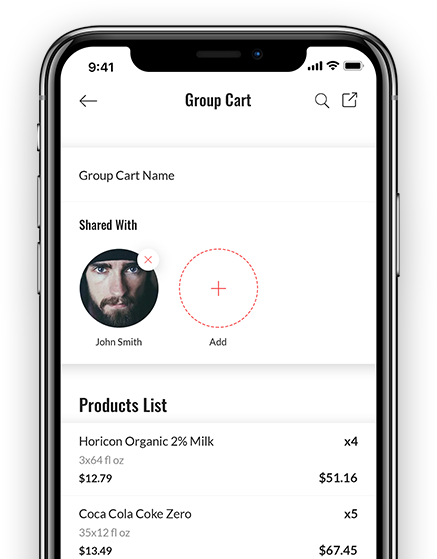 9:41
Group Cart
Group Cart Name
Shared With
John Smith Add
Products List
Horicon Organic 2% Milk x4
3x64 fl oz
$12.79 $51.16
Coca Cola Coke Zero x5
35x12 fl oz
$13.49 $67.45